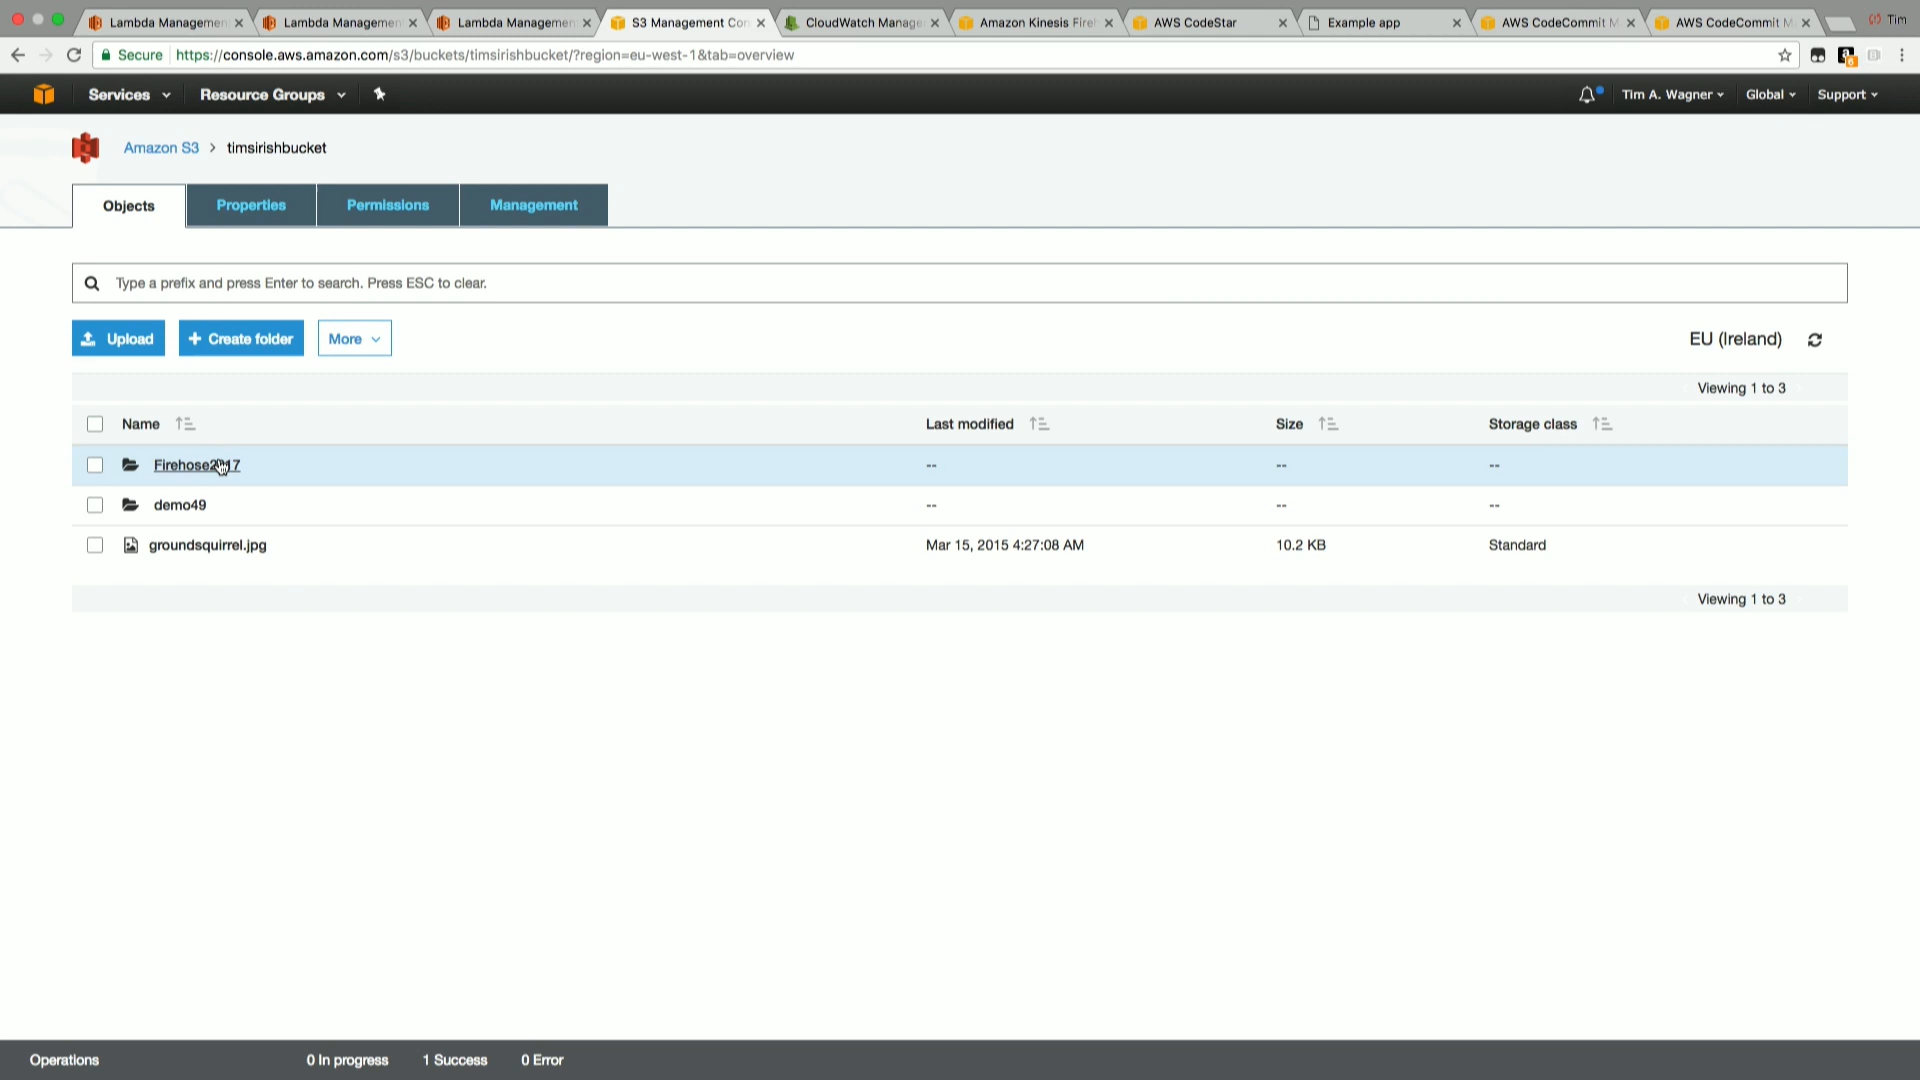 Lambda Managemen
Lambda Management
Lambda Managemen
S3 Management Con
CloudWatch Manage
Amazon Kinesis Fire
AWS CodeStar
Example app
AWS CodeCommit M
AWS CodeCommit M
Tim
Secure
https://console.aws.amazon.com/s3/buckets/timsirishbucket/?region=eu-west-1&tab=overview
Services
Resource Groups
Tim A. Wagner
Global
Support
Amazon S3 > timsirishbucket
Objects
Properties
Permissions
Management
Type a prefix and press Enter to search. Press ESC to clear.
Upload
+ Create folder
More
EU (Ireland)
Viewing 1 to 3
Name
Last modified
Size
Storage class
Firehose2017
--
--
--
demo49
--
--
--
groundsquirrel.jpg
Mar 15, 2015 4:27:08 AM
10.2 KB
Standard
Viewing 1 to 3
Operations
0 In progress
1 Success
0 Error